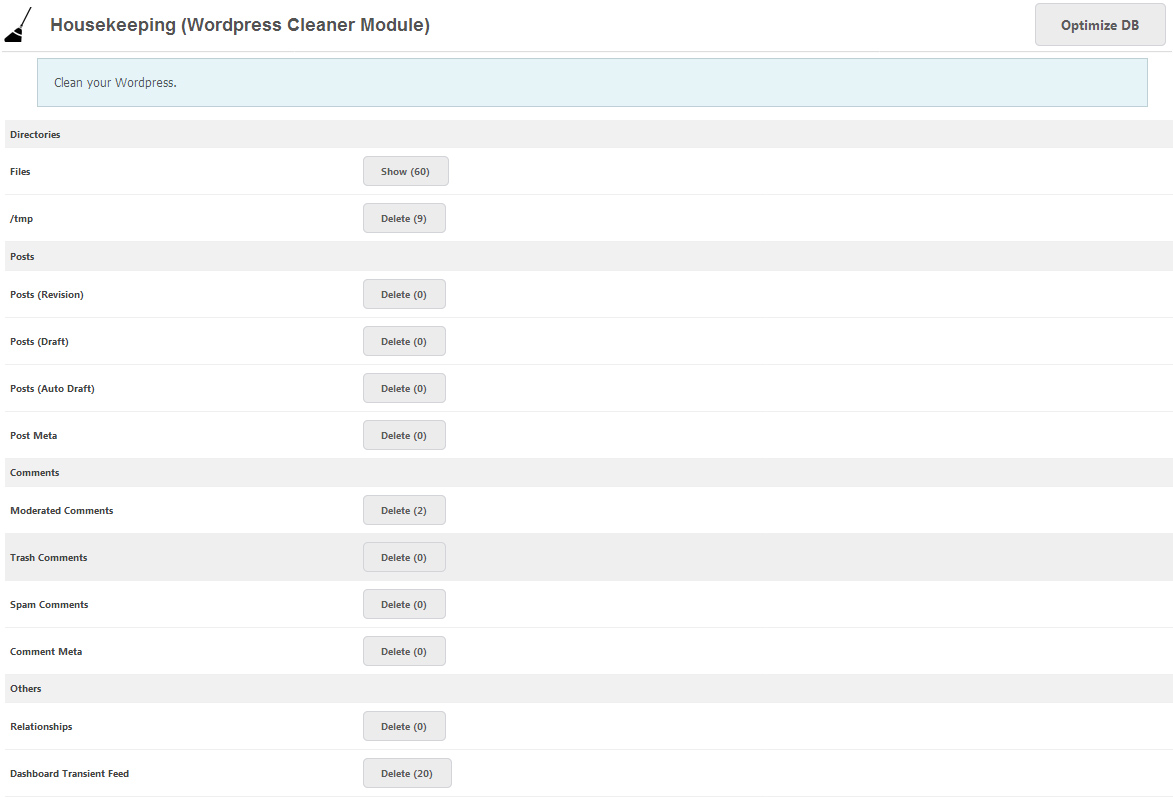 Housekeeping (Wordpress Cleaner Module)
Optimize DB
Clean your Wordpress.
Directories
Files Show (60)
/tmp Delete (9)
Posts
Posts (Revision) Delete (0)
Posts (Draft) Delete (0)
Posts (Auto Draft) Delete (0)
Post Meta Delete (0)
Comments
Moderated Comments Delete (2)
Trash Comments Delete (0)
Spam Comments Delete (0)
Comment Meta Delete (0)
Others
Relationships Delete (0)
Dashboard Transient Feed Delete (20)